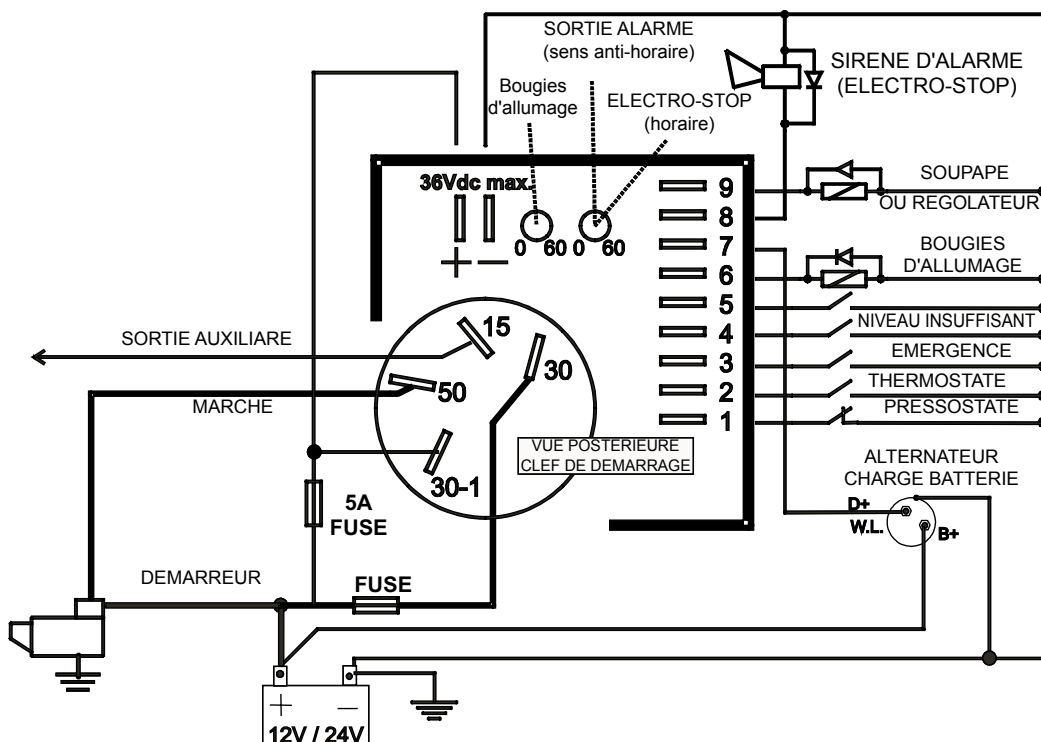 SORTIE ALARME
(sens anti-horaire)
Bougies
d'allumage
ELECTRO-STOP
(horaire)
SIRENE D'ALARME
(ELECTRO-STOP)
36Vdc max.
0 60
0 60
+ −
9
8
7
6
5
4
3
2
1
SOUPAPE
OU REGOLATEUR
BOUGIES
D'ALLUMAGE
NIVEAU INSUFFISANT
EMERGENCE
THERMOSTATE
PRESSOSTATE
SORTIE AUXILIARE
MARCHE
15
30
50
30-1
VUE POSTERIEURE
CLEF DE DEMARRAGE
5A
FUSE
ALTERNATEUR
CHARGE BATTERIE
D+
W.L.
B+
DEMARREUR
FUSE
+ −
12V / 24V